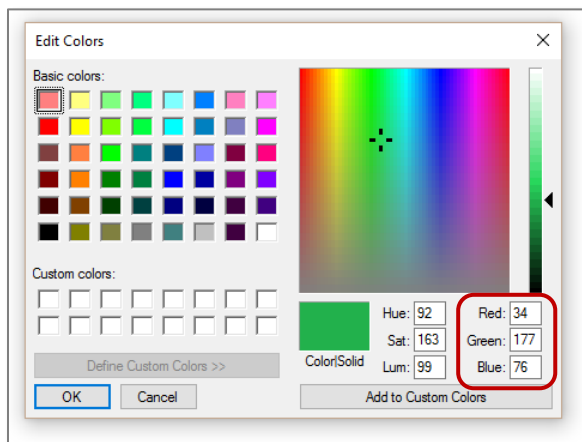 Edit Colors
Basic colors:
Custom colors:
Define Custom Colors >>
OK Cancel
Color|Solid
Hue: 92
Sat: 163
Lum: 99
Red: 34
Green: 177
Blue: 76
Add to Custom Colors